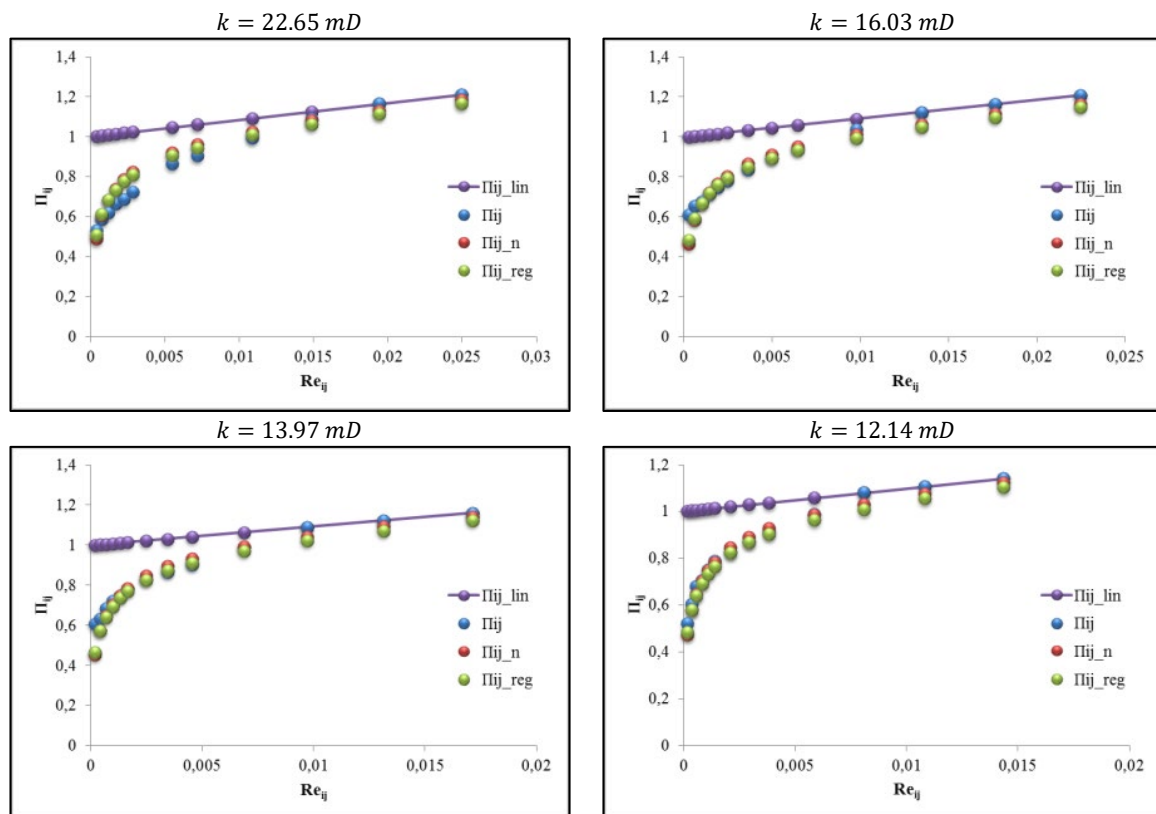 k = 22.65 mD
1,4
1,2
1
0,8
0,6
0,4
0,2
0
Πij
Πij_lin
Πij
Πij_n
Πij_reg
0 0,005 0,01 0,015 0,02 0,025 0,03
Reij
k = 16.03 mD
1,4
1,2
1
0,8
0,6
0,4
0,2
0
Πij
Πij_lin
Πij
Πij_n
Πij_reg
0 0,005 0,01 0,015 0,02 0,025
Reij
k = 13.97 mD
1,4
1,2
1
0,8
0,6
0,4
0,2
0
Πij
Πij_lin
Πij
Πij_n
Πij_reg
0 0,005 0,01 0,015 0,02
Reij
k = 12.14 mD
1,2
1
0,8
0,6
0,4
0,2
0
Πij
Πij_lin
Πij
Πij_n
Πij_reg
0 0,005 0,01 0,015 0,02
Reij